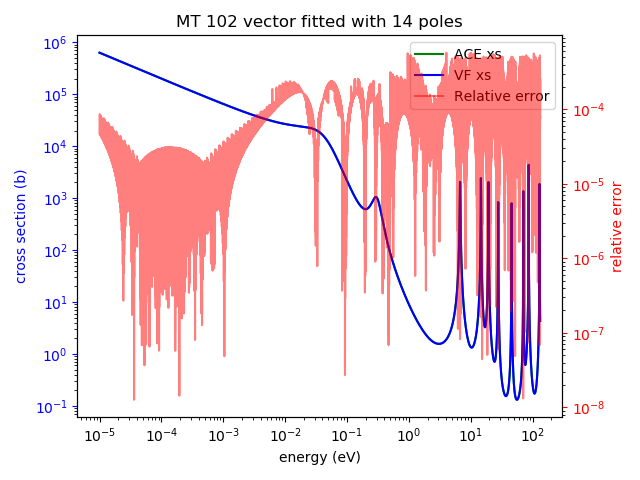 MT 102 vector fitted with 14 poles
ACE xs
VF xs
Relative error
10^6
10^5
10^4
10^3
10^2
10^1
10^0
10^-1
cross section (b)
10^-4
10^-5
10^-6
10^-7
10^-8
relative error
10^-5 10^-4 10^-3 10^-2 10^-1 10^0 10^1 10^2
energy (eV)